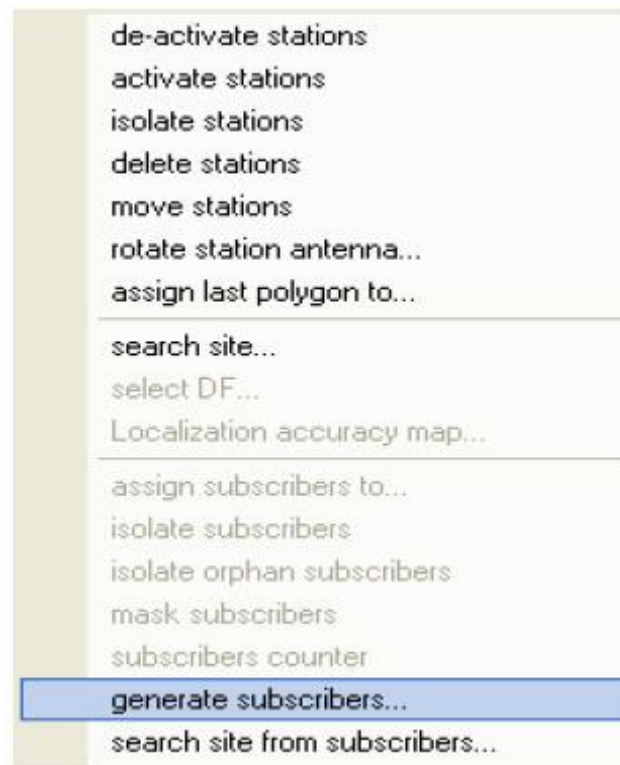 de-activate stations
activate stations
isolate stations
delete stations
move stations
rotate station antenna...
assign last polygon to...
search site...
select DF...
Localization accuracy map...
assign subscribers to...
isolate subscribers
isolate orphan subscribers
mask subscribers
subscribers counter
generate subscribers...
search site from subscribers...